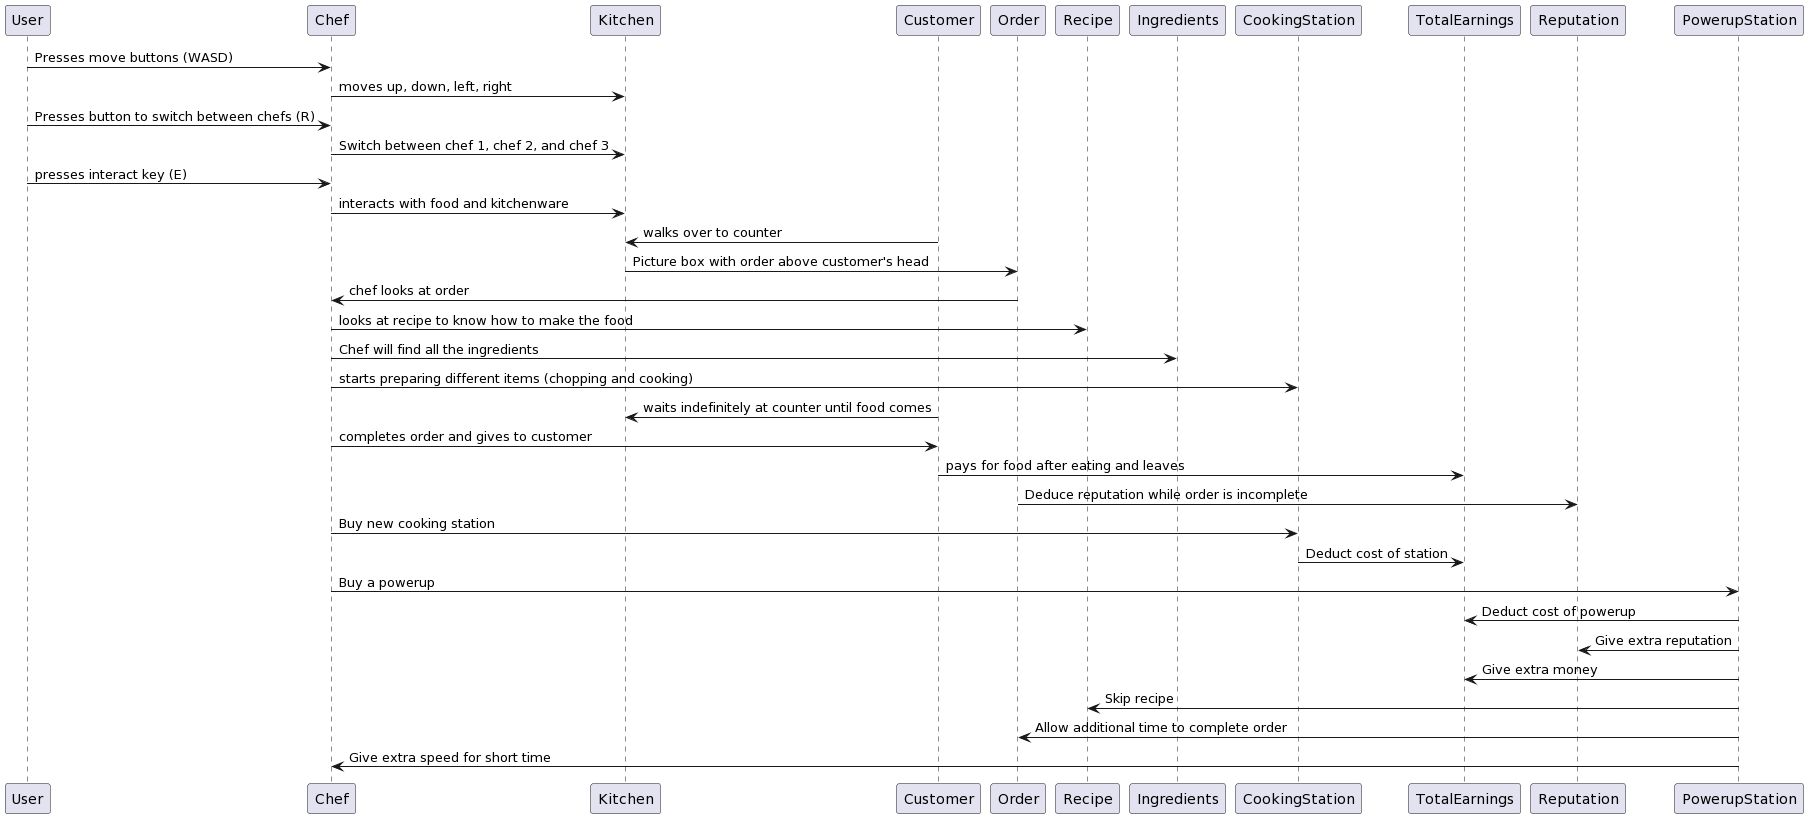 User Chef Kitchen Customer Order Recipe Ingredients CookingStation TotalEarnings Reputation PowerupStation
Presses move buttons (WASD)
moves up, down, left, right
Presses button to switch between chefs (R)
Switch between chef 1, chef 2, and chef 3
presses interact key (E)
interacts with food and kitchenware
walks over to counter
Picture box with order above customer's head
chef looks at order
looks at recipe to know how to make the food
Chef will find all the ingredients
starts preparing different items (chopping and cooking)
waits indefinitely at counter until food comes
completes order and gives to customer
pays for food after eating and leaves
Deduce reputation while order is incomplete
Buy new cooking station
Deduct cost of station
Buy a powerup
Deduct cost of powerup
Give extra reputation
Give extra money
Skip recipe
Allow additional time to complete order
Give extra speed for short time
User Chef Kitchen Customer Order Recipe Ingredients CookingStation TotalEarnings Reputation PowerupStation